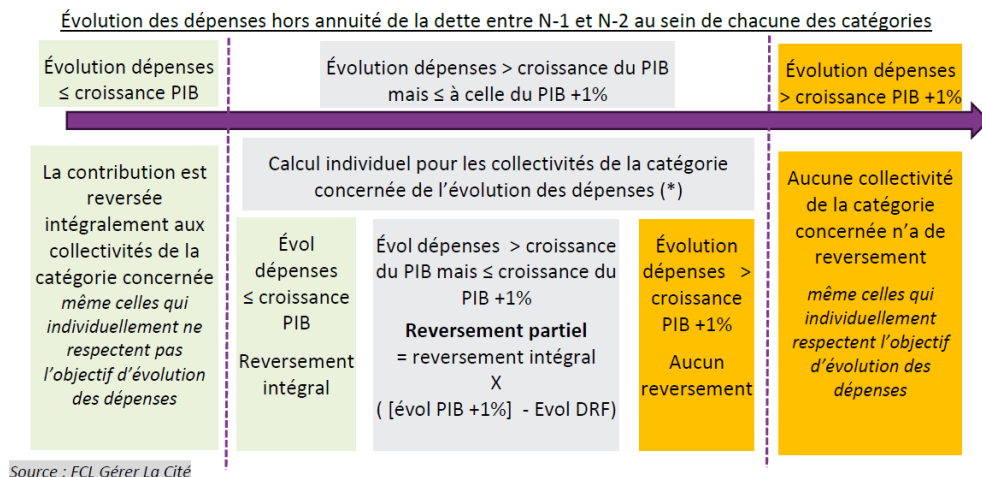 Évolution des dépenses hors annuité de la dette entre N-1 et N-2 au sein de chacune des catégories
Évolution dépenses
≤ croissance PIB
Évolution dépenses > croissance du PIB
mais ≤ à celle du PIB +1%
Évolution dépenses
> croissance PIB +1%
La contribution est
reversée
intégralement aux
collectivités de la
catégorie concernée
même celles qui
individuellement ne
respectent pas
l'objectif d'évolution
des dépenses
Calcul individuel pour les collectivités de la catégorie
concernée de l'évolution des dépenses (*)
Évol
dépenses
≤ croissance
PIB
Reversement
intégral
Évol dépenses > croissance
du PIB mais ≤ croissance du
PIB +1%
Reversement partiel
= reversement intégral
X
( [évol PIB +1%] - Evol DRF)
Évolution
dépenses >
croissance
PIB +1%
Aucun
reversement
Aucune collectivité
de la catégorie
concernée n'a de
reversement
même celles qui
individuellement
respectent l'objectif
d'évolution des
dépenses
Source : FCL Gérer La Cité